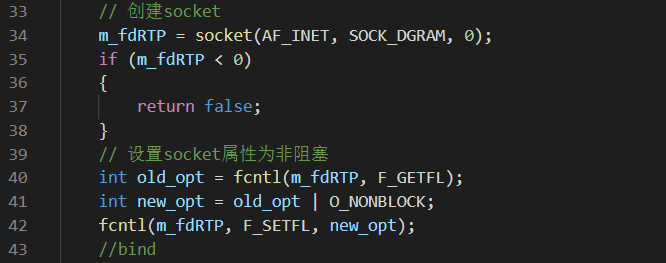 33 // 创建socket
34 m_fdRTP = socket(AF_INET, SOCK_DGRAM, 0);
35 if (m_fdRTP < 0)
36 {
37 return false;
38 }
39 // 设置socket属性为非阻塞
40 int old_opt = fcntl(m_fdRTP, F_GETFL);
41 int new_opt = old_opt | O_NONBLOCK;
42 fcntl(m_fdRTP, F_SETFL, new_opt);
43 //bind